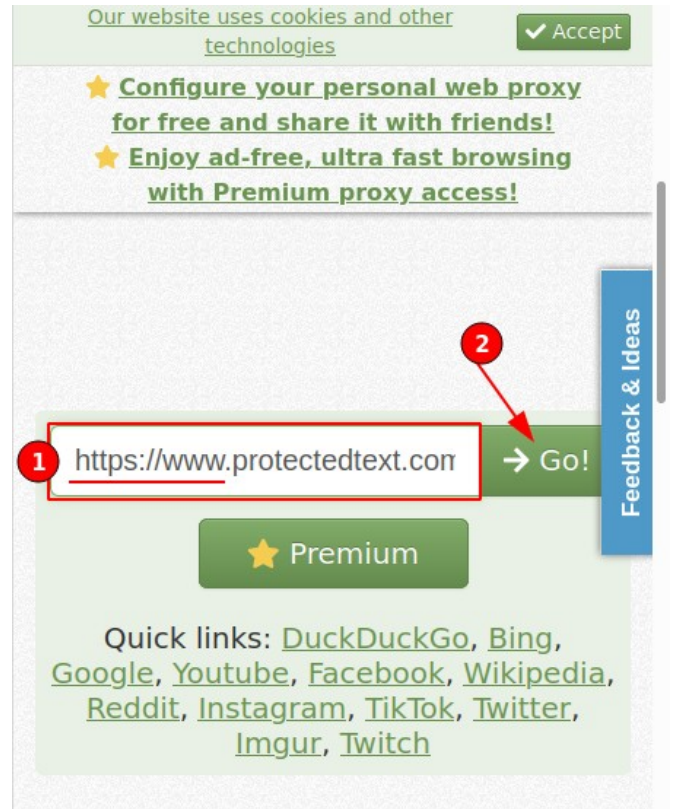 Our website uses cookies and other
technologies
Accept
Configure your personal web proxy
for free and share it with friends!
Enjoy ad-free, ultra fast browsing
with Premium proxy access!
Feedback & Ideas
2
1
https://www.protectedtext.com
Go!
Premium
Quick links: DuckDuckGo, Bing,
Google, Youtube, Facebook, Wikipedia,
Reddit, Instagram, TikTok, Twitter,
Imgur, Twitch